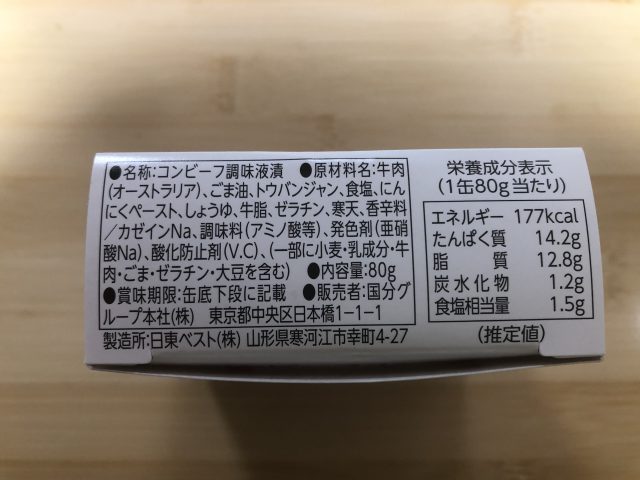 ●名称:コンビーフ調味液漬 ●原材料名:牛肉
(オーストラリア)、ごま油、トウバンジャン、食塩、にん
にくペースト、しょうゆ、牛脂、ゼラチン、寒天、香辛料
/カゼインNa、調味料(アミノ酸等)、発色剤(亜硝
酸Na)、酸化防止剤(V.C)、(一部に小麦・乳成分・牛
肉・ごま・ゼラチン・大豆を含む) ●内容量:80g
●賞味期限:缶底下段に記載 ●販売者:国分グ
ループ本社(株) 東京都中央区日本橋1-1-1
製造所:日東ベスト(株) 山形県寒河江市幸町4-27
栄養成分表示
(1缶80g当たり)
エネルギー 177kcal
たんぱく質 14.2g
脂質 12.8g
炭水化物 1.2g
食塩相当量 1.5g
(推定値)